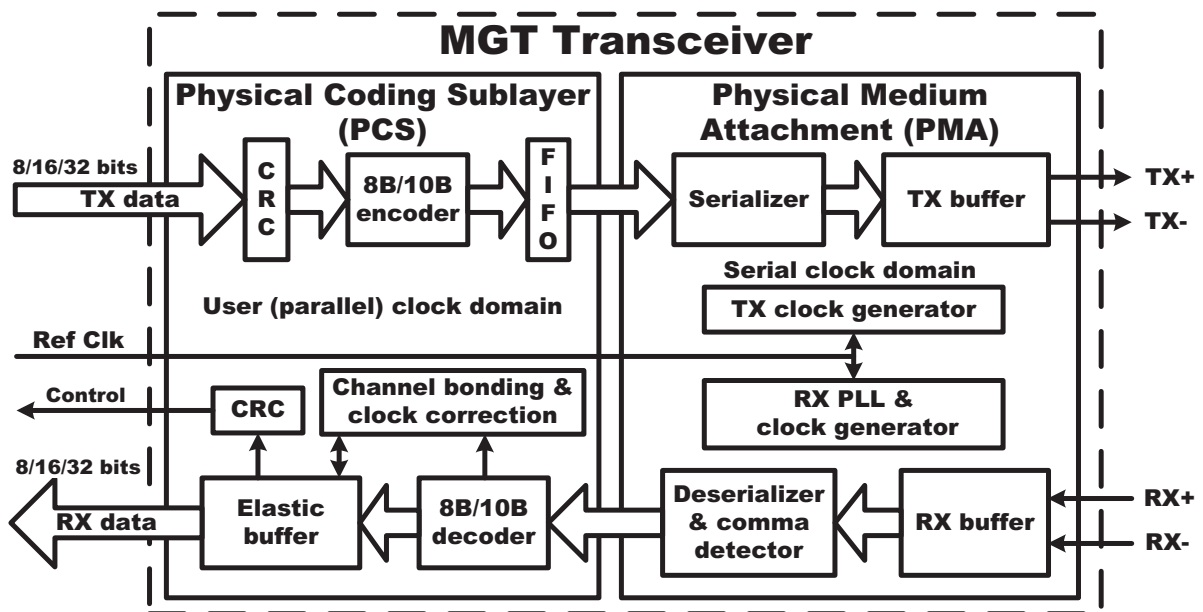 MGT Transceiver
Physical Coding Sublayer
(PCS)
Physical Medium
Attachment (PMA)
8/16/32 bits
TX data
C
R
C
8B/10B
encoder
F
I
F
O
Serializer
TX buffer
TX+
TX-
User (parallel) clock domain
Serial clock domain
TX clock generator
Ref Clk
RX PLL &
clock generator
Control
CRC
Channel bonding &
clock correction
8/16/32 bits
RX data
Elastic
buffer
8B/10B
decoder
Deserializer
& comma
detector
RX buffer
RX+
RX-